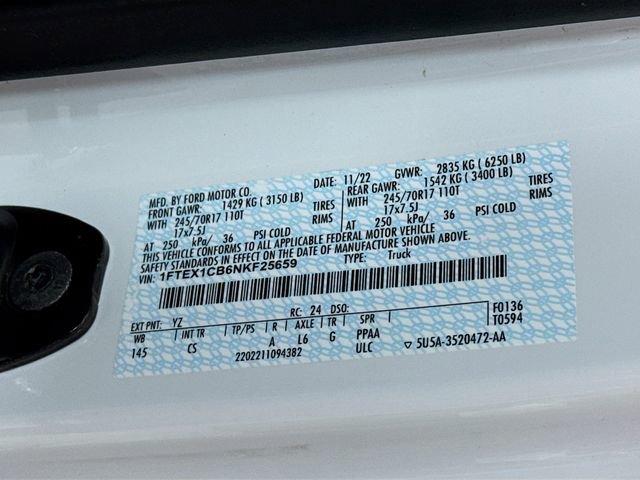 MFD. BY FORD MOTOR CO. DATE: 11/22 GVWR: 2835 KG ( 6250 LB)
FRONT GAWR: 1429 KG ( 3150 LB) REAR GAWR: 1542 KG ( 3400 LB)
WITH 245/70R17 110T TIRES WITH 245/70R17 110T TIRES
17x7.5J RIMS 17x7.5J RIMS
AT 250 kPa/ 36 PSI COLD AT 250 kPa/ 36 PSI COLD
THIS VEHICLE CONFORMS TO ALL APPLICABLE FEDERAL MOTOR VEHICLE
SAFETY STANDARDS IN EFFECT ON THE DATE OF MANUFACTURE SHOWN ABOVE.
VIN: 1FTEX1CB6NKF25659 TYPE: Truck
EXT PNT: YZ RC: 24 DSO: F0136
WB INT TR TP/PS R AXLE TR SPR T0594
145 CS A L6 G PPAA
2202211094382 ULC ▽ 5U5A-3520472-AA